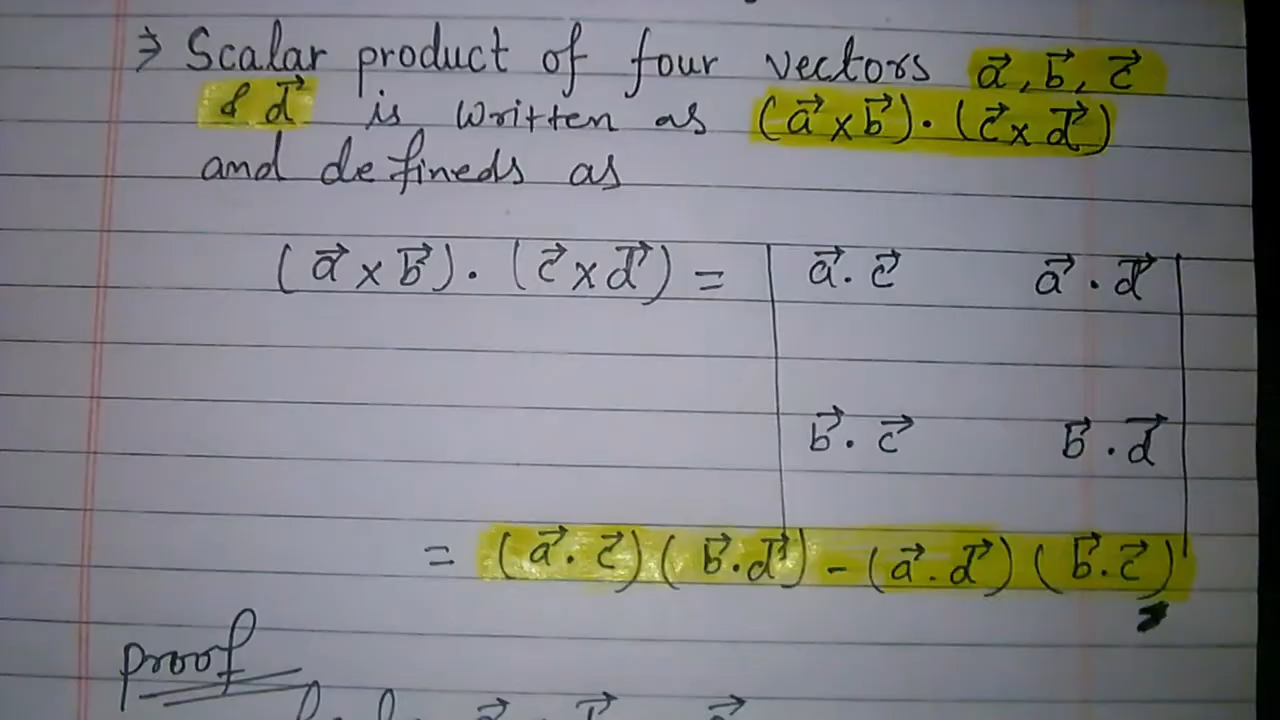 ⇒ Scalar product of four vectors a⃗, b⃗, c⃗
& d⃗ is written as (a⃗ × b⃗) · (c⃗ × d⃗)
and defineds as
(a⃗ × b⃗) · (c⃗ × d⃗) = | a⃗ . c⃗ a⃗ . d⃗ |
| b⃗ . c⃗ b⃗ . d⃗ |
= (a⃗ . c⃗) (b⃗ . d⃗) - (a⃗ . d⃗) (b⃗ . c⃗)
proof